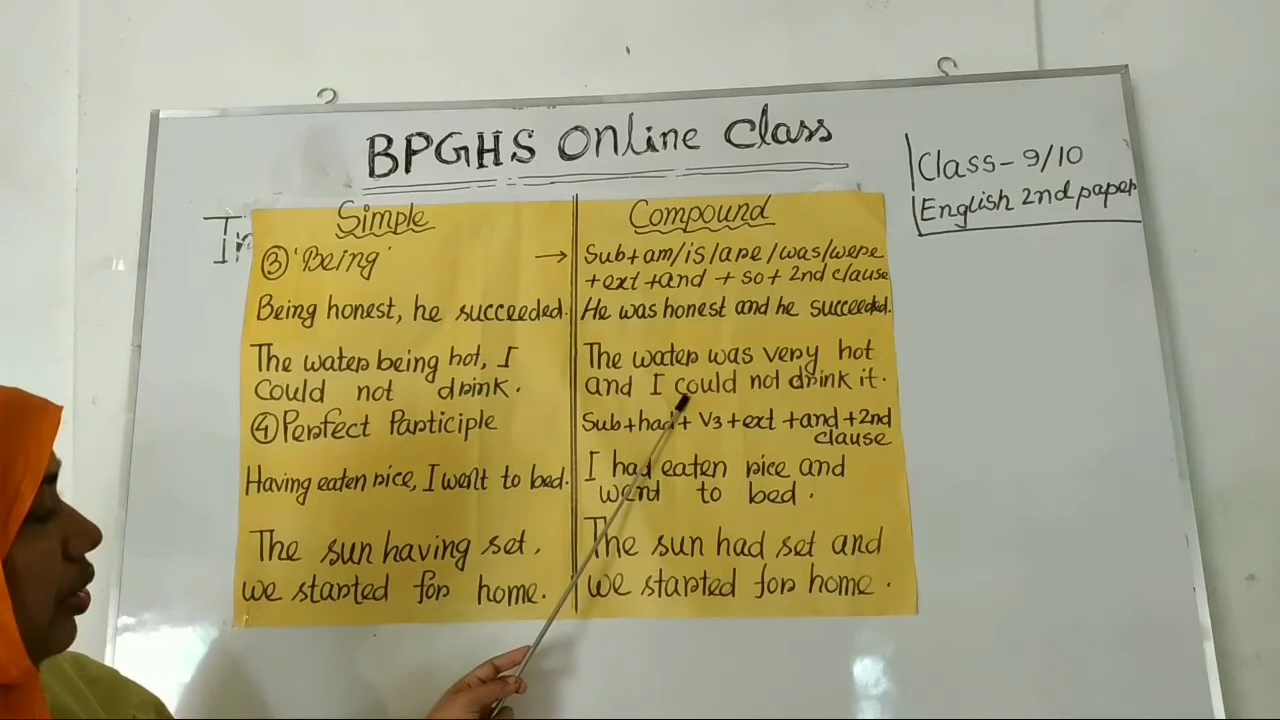 BPGHS Online Class
Class- 9/10
English 2nd paper
Simple
③ 'Being' →
Being honest, he succeeded.
The water being hot, I
Could not drink.
④ Perfect Participle
Having eaten rice, I went to bed.
The sun having set,
we started for home.
Compound
Sub+am/is/are/was/were
+ext +and +so+ 2nd clause
He was honest and he succeeded.
The water was very hot
and I could not drink it.
Sub+had+ V3+ext +and+2nd
clause
I had eaten rice and
went to bed.
The sun had set and
we started for home.